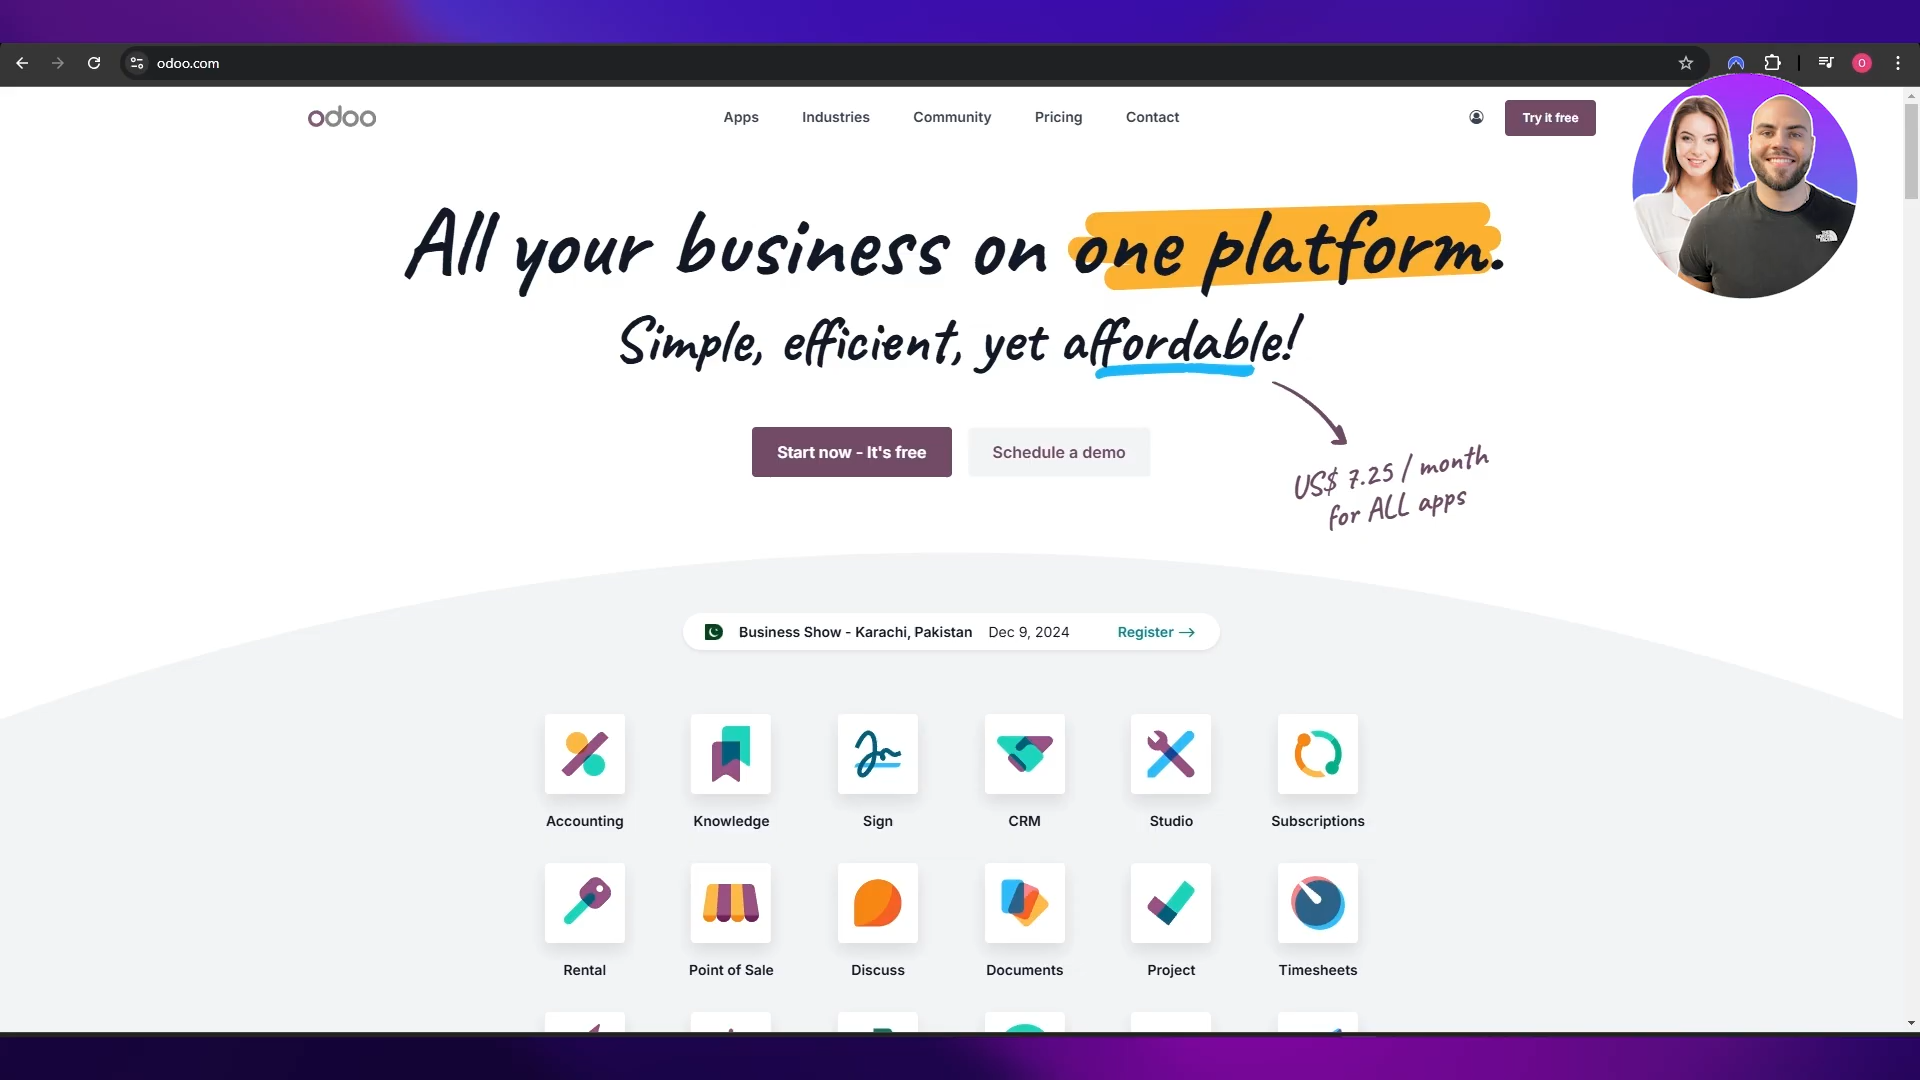 odoo.com
O
odoo
Apps
Industries
Community
Pricing
Contact
Try it free
All your business on one platform.
Simple, efficient, yet affordable!
Start now - It's free
Schedule a demo
US$ 7.25 / month
for ALL apps
Business Show - Karachi, Pakistan Dec 9, 2024 Register →
Accounting
Knowledge
Sign
CRM
Studio
Subscriptions
Rental
Point of Sale
Discuss
Documents
Project
Timesheets